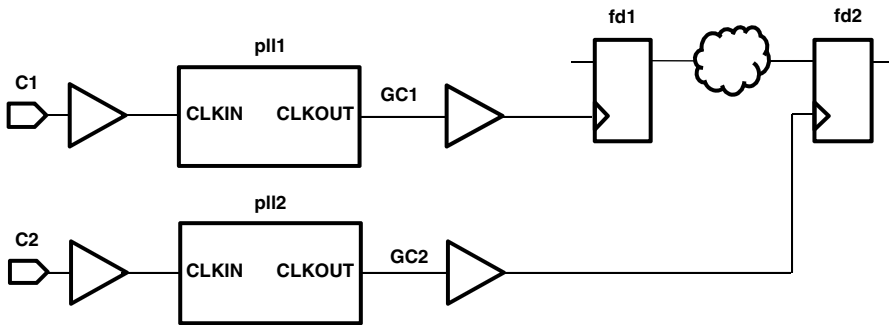 fd1
fd2
pll1
C1
GC1
CLKIN CLKOUT
pll2
C2
GC2
CLKIN CLKOUT